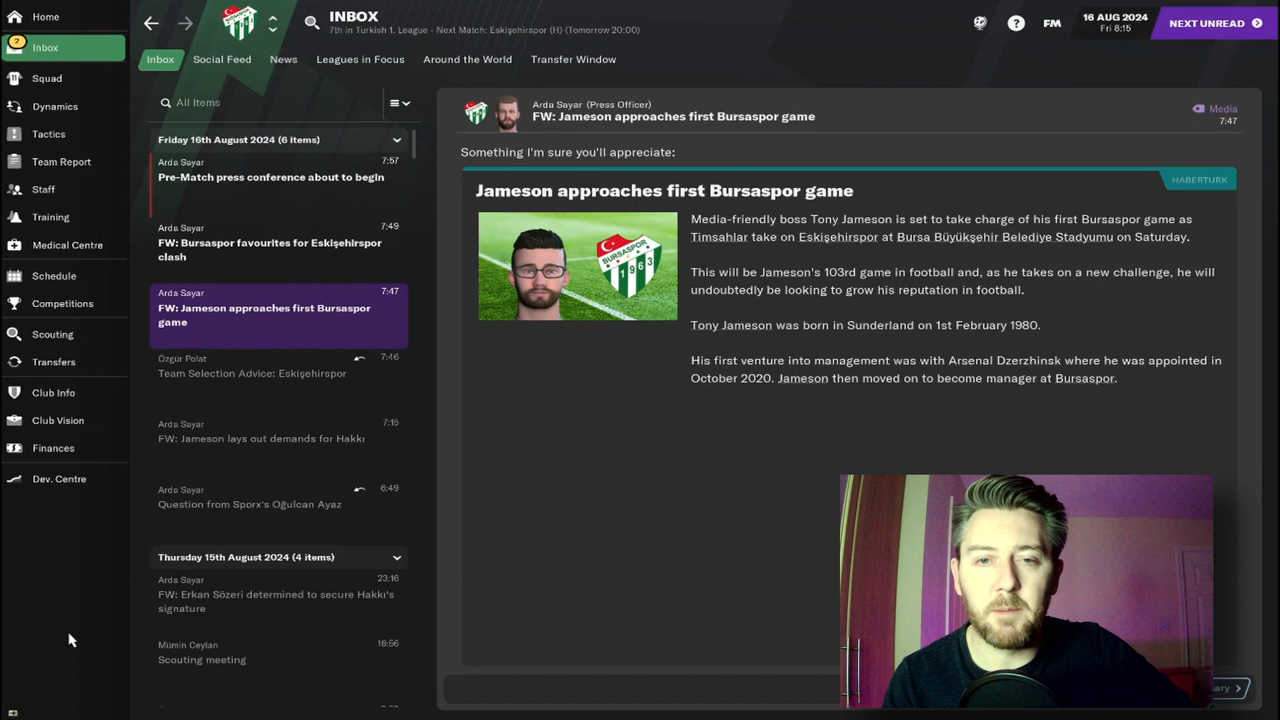 Home
INBOX
7th in Turkish 1. League - Next Match: Eskişehirspor (H) (Tomorrow 20:00)
FM
16 AUG 2024
Fri 8:15
NEXT UNREAD
2
Inbox
Squad
Dynamics
Tactics
Team Report
Staff
Training
Medical Centre
Schedule
Competitions
Scouting
Transfers
Club Info
Club Vision
Finances
Dev. Centre
Inbox
Social Feed
News
Leagues in Focus
Around the World
Transfer Window
All Items
Friday 16th August 2024 (6 items)
Arda Sayar
7:57
Pre-Match press conference about to begin
Arda Sayar
7:49
FW: Bursaspor favourites for Eskişehirspor
clash
Arda Sayar
7:47
FW: Jameson approaches first Bursaspor
game
Özgür Polat
7:46
Team Selection Advice: Eskişehirspor
Arda Sayar
7:15
FW: Jameson lays out demands for Hakkı
Arda Sayar
6:49
Question from Sporx's Oğulcan Ayaz
Thursday 15th August 2024 (4 items)
Arda Sayar
23:16
FW: Erkan Sözeri determined to secure Hakkı's
signature
Mümin Ceylan
16:56
Scouting meeting
Arda Sayar (Press Officer)
FW: Jameson approaches first Bursaspor game
Media
7:47
Something I'm sure you'll appreciate:
HABERTURK
Jameson approaches first Bursaspor game
BURSASPOR
1963
Media-friendly boss Tony Jameson is set to take charge of his first Bursaspor game as
Timsahlar take on Eskişehirspor at Bursa Büyükşehir Belediye Stadyumu on Saturday.
This will be Jameson's 103rd game in football and, as he takes on a new challenge, he will
undoubtedly be looking to grow his reputation in football.
Tony Jameson was born in Sunderland on 1st February 1980.
His first venture into management was with Arsenal Dzerzhinsk where he was appointed in
October 2020. Jameson then moved on to become manager at Bursaspor.